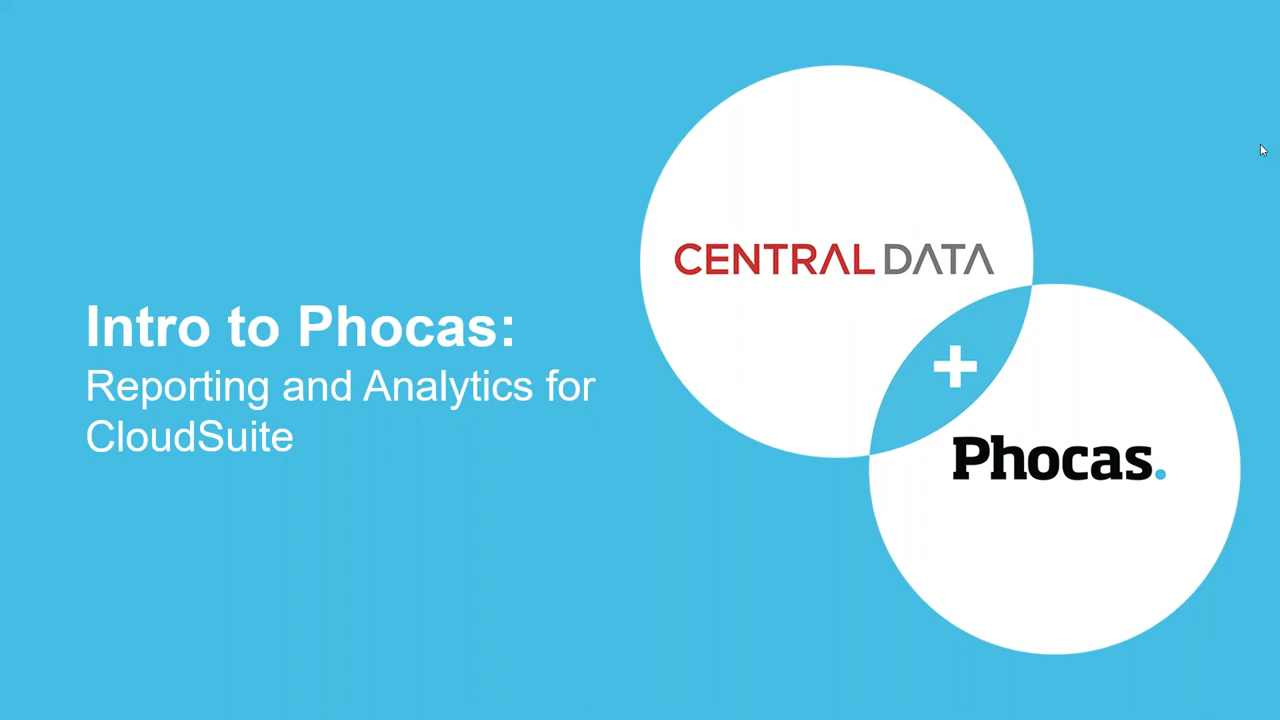 Intro to Phocas:
Reporting and Analytics for
CloudSuite
CENTRAL DATA
+
Phocas.